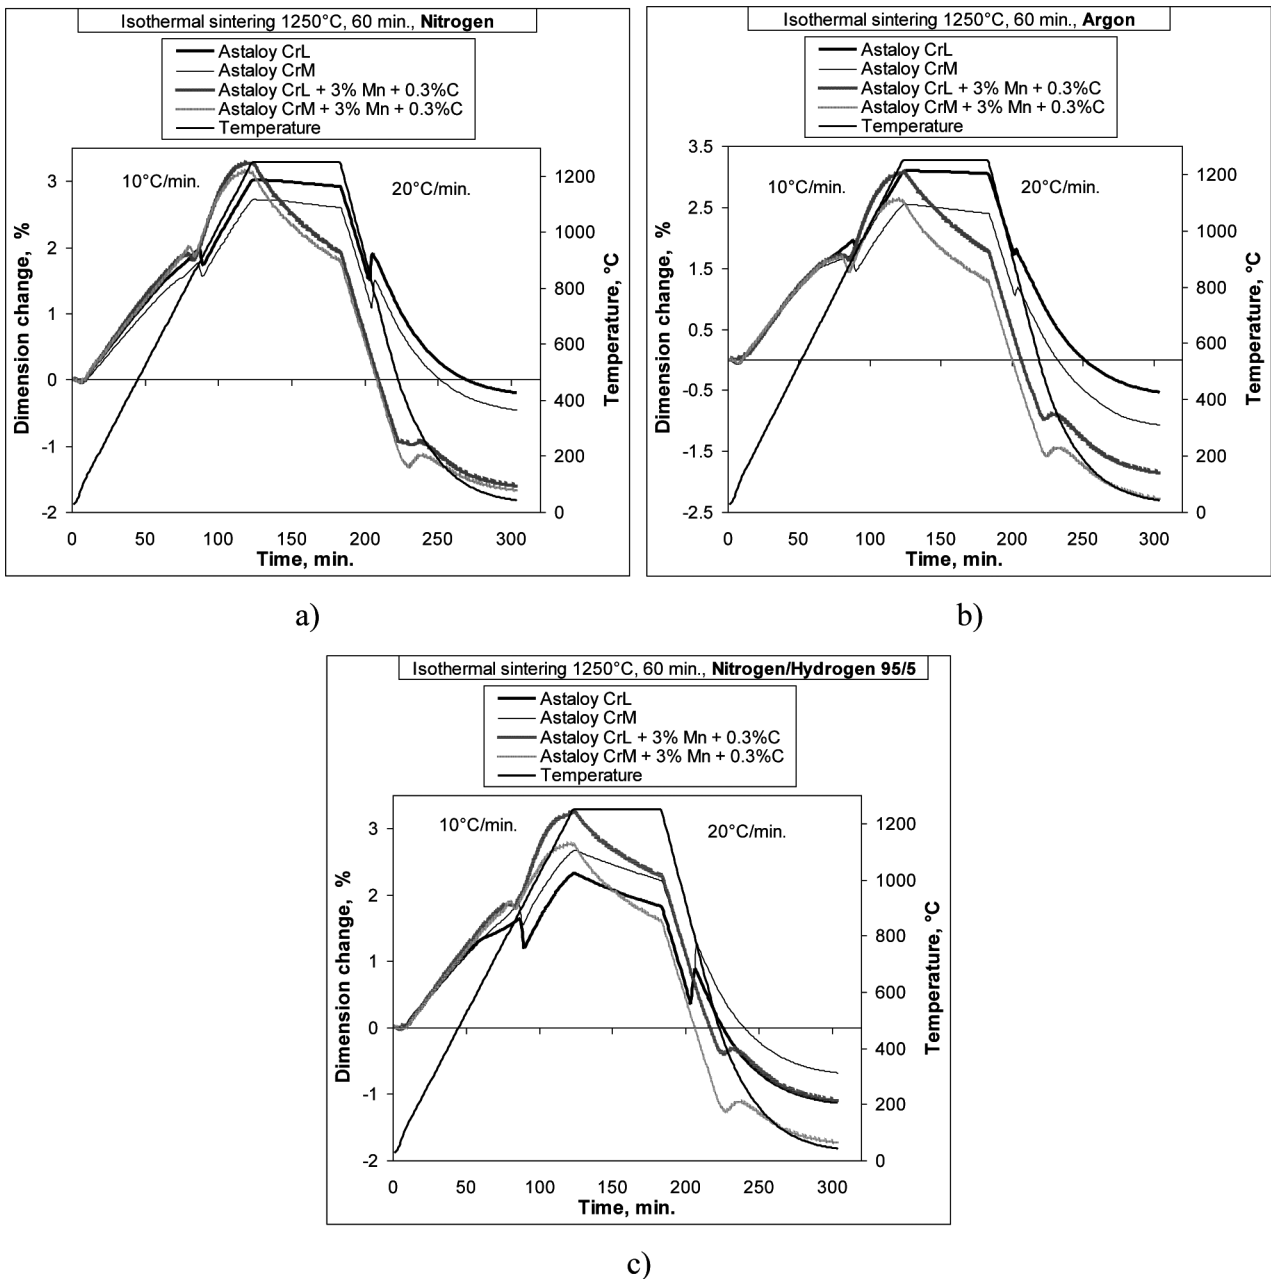 Isothermal sintering 1250°C, 60 min., Nitrogen
Astaloy CrL
Astaloy CrM
Astaloy CrL + 3% Mn + 0.3%C
Astaloy CrM + 3% Mn + 0.3%C
Temperature
10°C/min.
20°C/min.
Dimension change, %
3
2
1
0
-1
-2
1200
1000
800
600
400
200
0
Temperature, °C
0 50 100 150 200 250 300
Time, min.
a)
Isothermal sintering 1250°C, 60 min., Argon
Astaloy CrL
Astaloy CrM
Astaloy CrL + 3% Mn + 0.3%C
Astaloy CrM + 3% Mn + 0.3%C
Temperature
10°C/min.
20°C/min.
Dimension change, %
3.5
2.5
1.5
0.5
-0.5
-1.5
-2.5
1200
1000
800
600
400
200
0
Temperature, °C
0 50 100 150 200 250 300
Time, min.
b)
Isothermal sintering 1250°C, 60 min., Nitrogen/Hydrogen 95/5
Astaloy CrL
Astaloy CrM
Astaloy CrL + 3% Mn + 0.3%C
Astaloy CrM + 3% Mn + 0.3%C
Temperature
10°C/min.
20°C/min.
Dimension change, %
3
2
1
0
-1
-2
1200
1000
800
600
400
200
0
Temperature, °C
0 50 100 150 200 250 300
Time, min.
c)